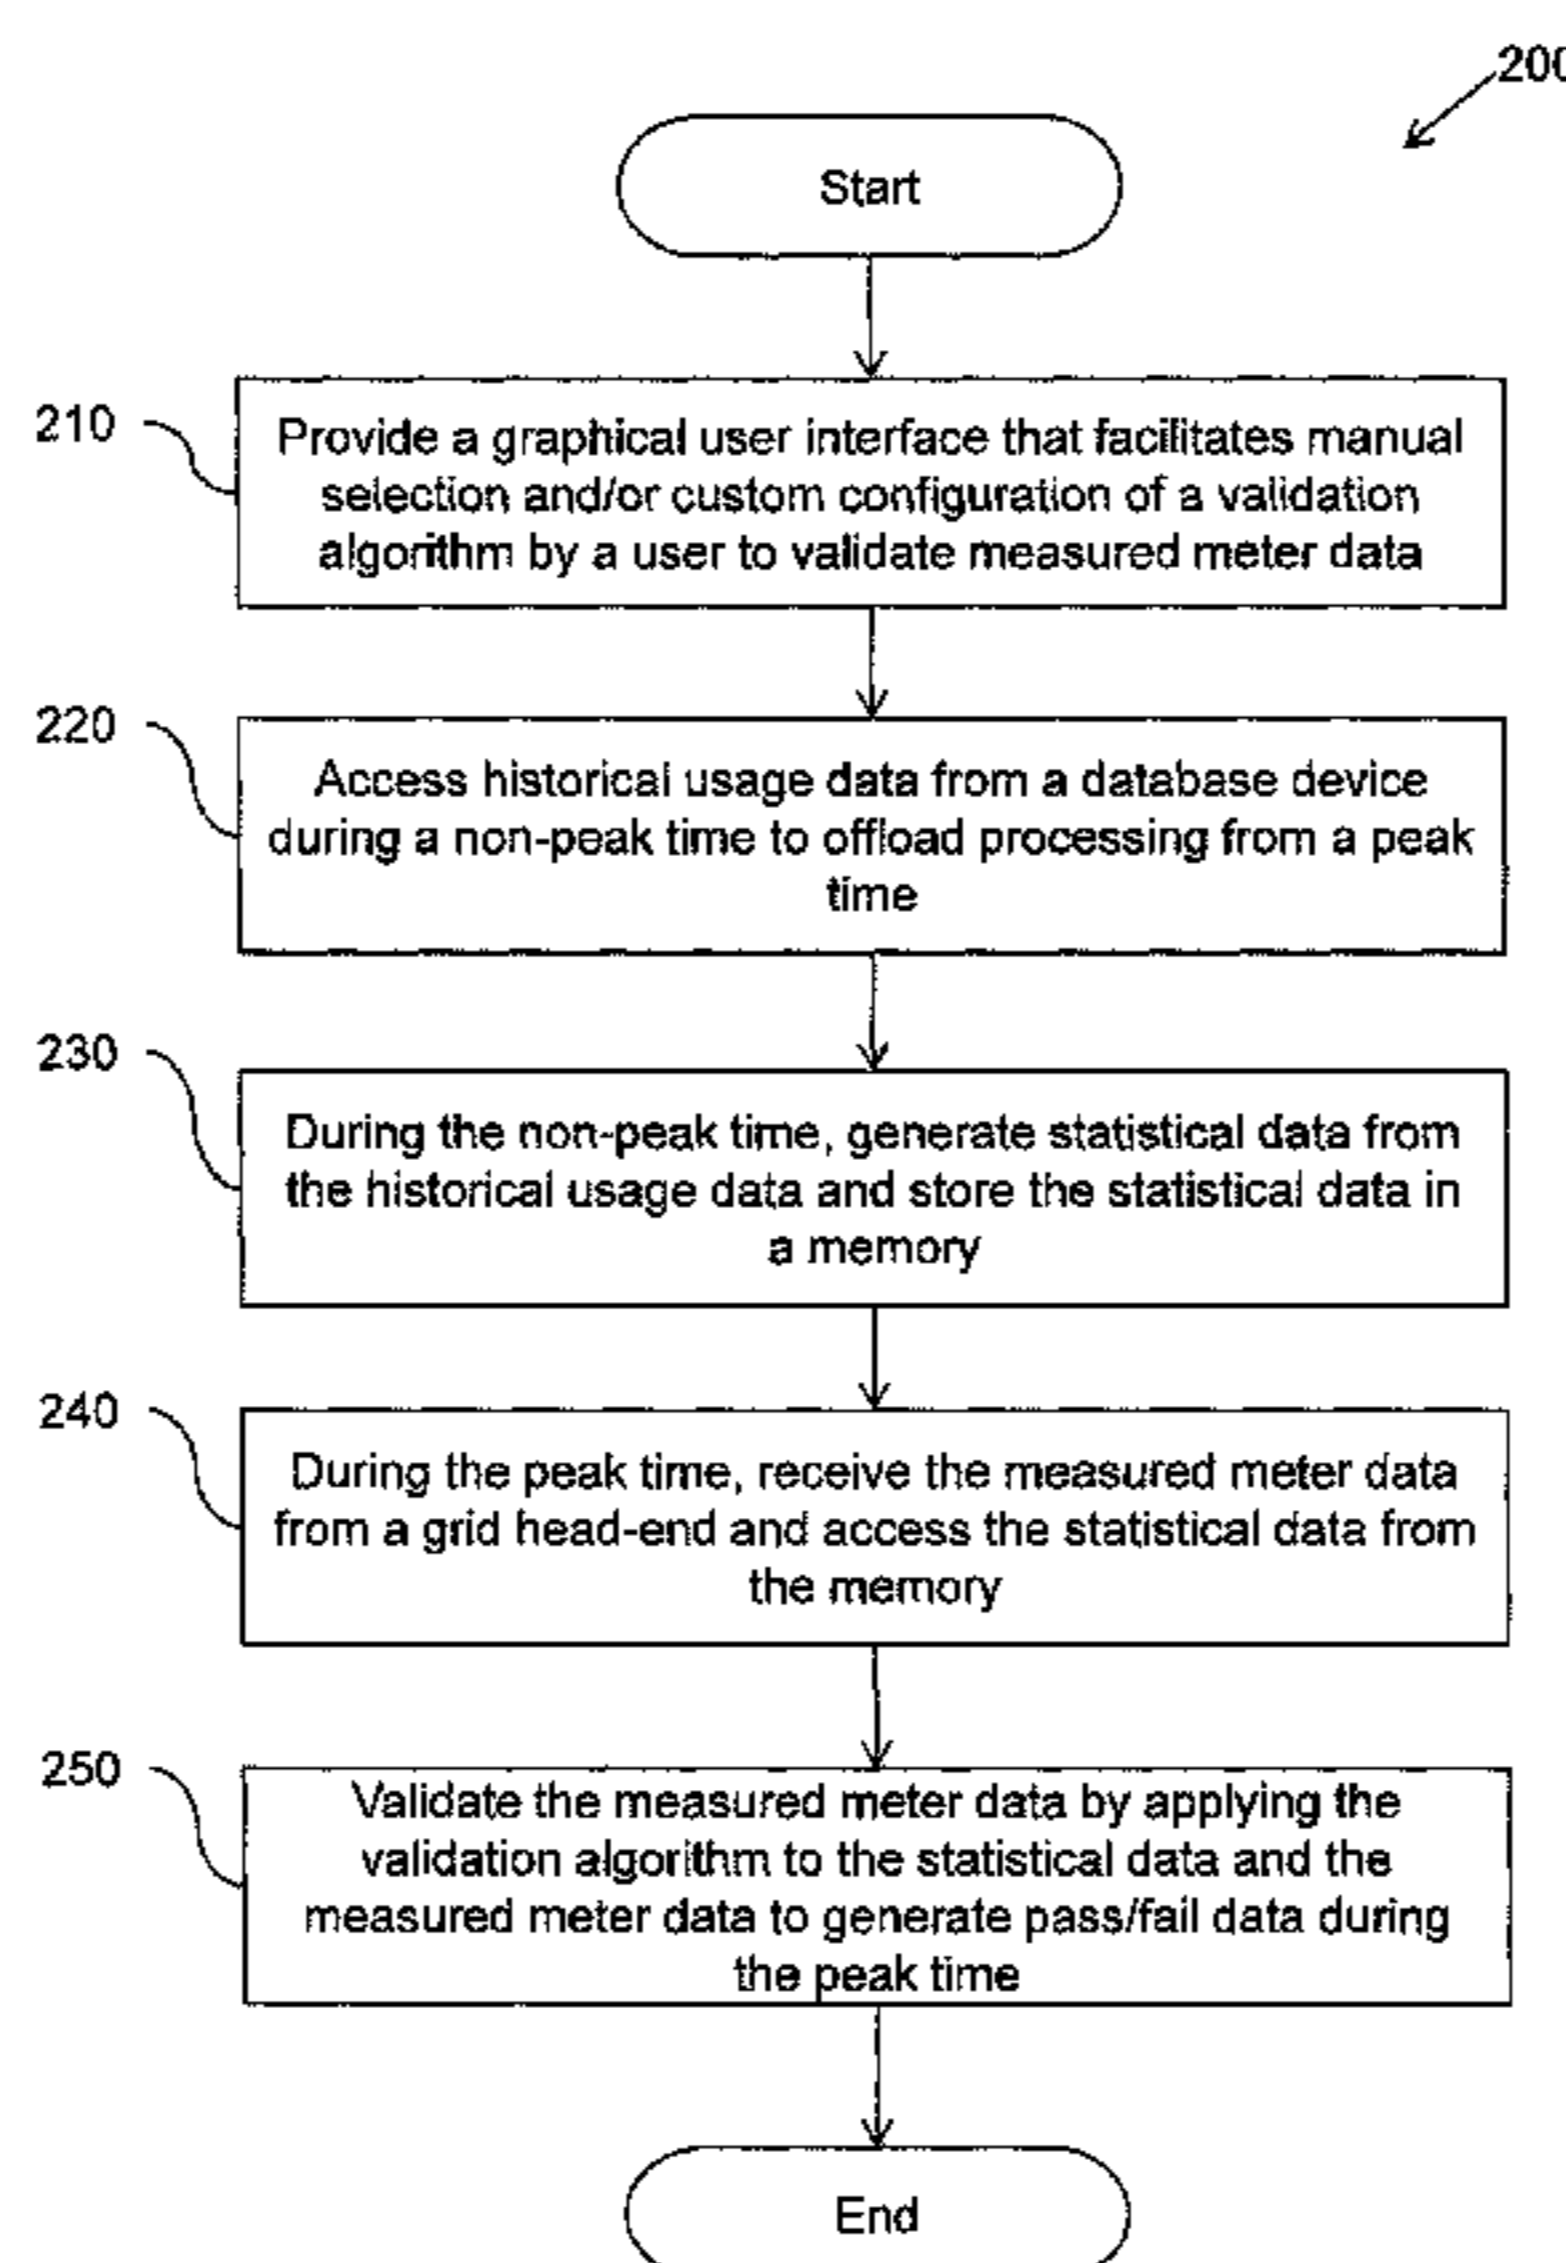 200
Start
210
Provide a graphical user interface that facilitates manual
selection and/or custom configuration of a validation
algorithm by a user to validate measured meter data
220
Access historical usage data from a database device
during a non-peak time to offload processing from a peak
time
230
During the non-peak time, generate statistical data from
the historical usage data and store the statistical data in
a memory
240
During the peak time, receive the measured meter data
from a grid head-end and access the statistical data from
the memory
250
Validate the measured meter data by applying the
validation algorithm to the statistical data and the
measured meter data to generate pass/fail data during
the peak time
End